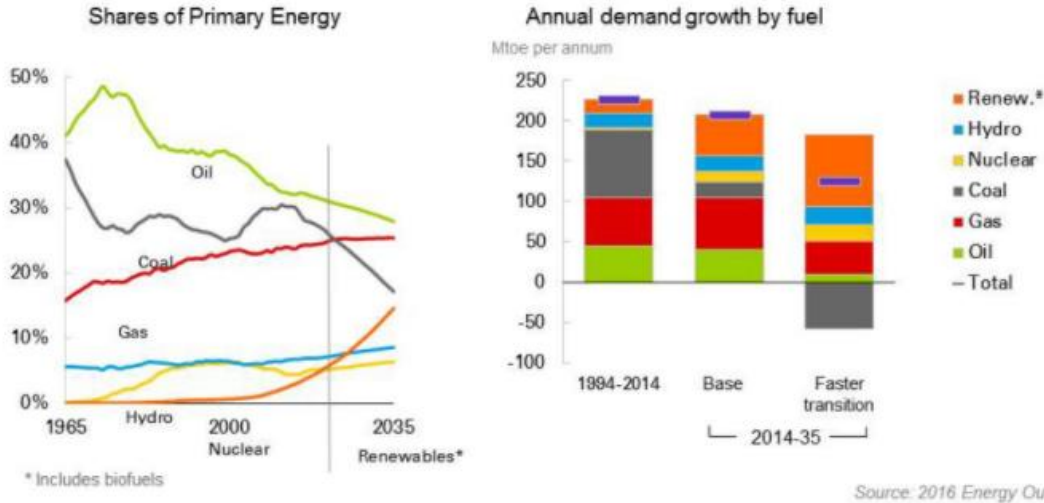 Shares of Primary Energy
50%
40%
30%
20%
10%
0%
Oil
Coal
Gas
Hydro
Nuclear
Renewables*
1965
2000
2035
* Includes biofuels
Annual demand growth by fuel
Mtoe per annum
250
200
150
100
50
0
-50
-100
1994-2014
Base
Faster
transition
2014-35
Renew.*
Hydro
Nuclear
Coal
Gas
Oil
Total
Source: 2016 Energy Ou